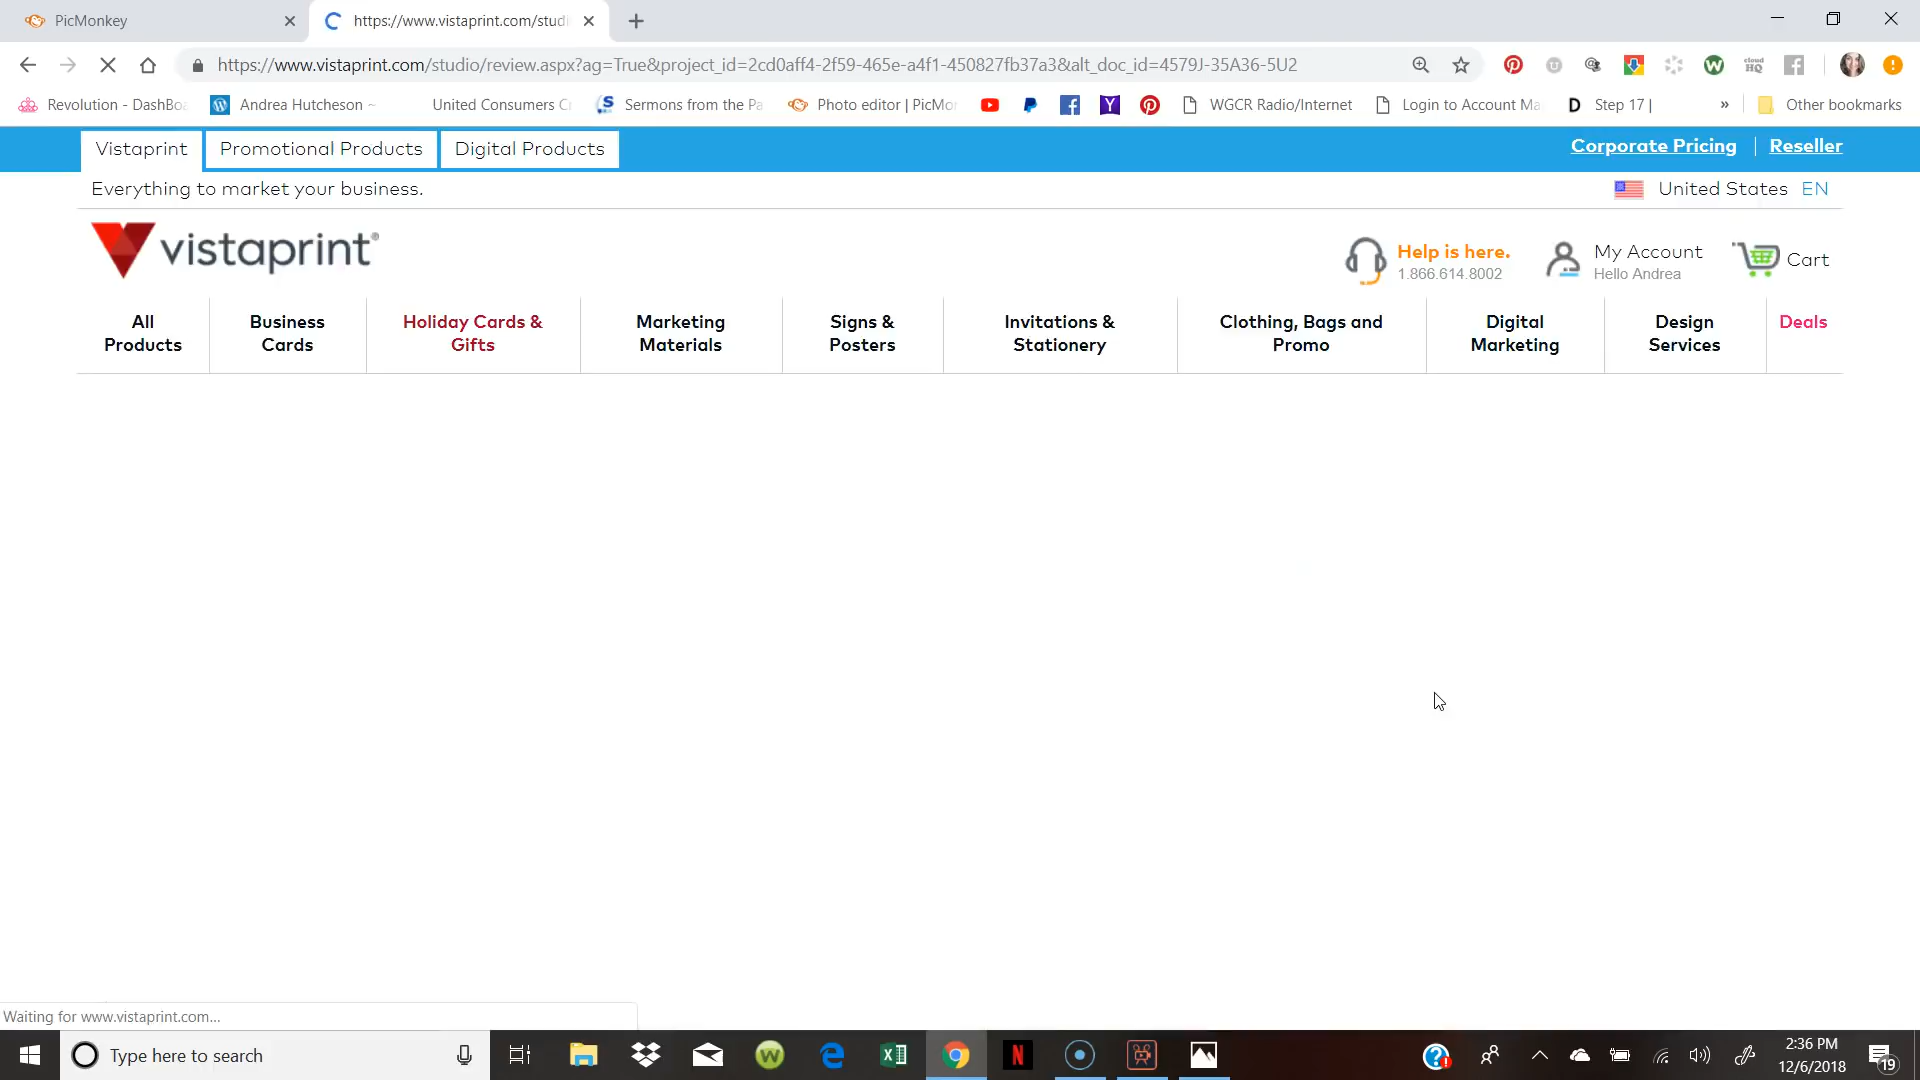 PicMonkey
https://www.vistaprint.com/studi
https://www.vistaprint.com/studio/review.aspx?ag=True&project_id=2cd0aff4-2f59-465e-a4f1-450827fb37a3&alt_doc_id=4579J-35A36-5U2
Revolution - DashBoa
Andrea Hutcheson ~
United Consumers Cr
Sermons from the Pa
Photo editor | PicMon
WGCR Radio/Internet
Login to Account Ma
Step 17 |
»
Other bookmarks
Vistaprint
Promotional Products
Digital Products
Corporate Pricing
Reseller
Everything to market your business.
United States EN
vistaprint®
Help is here.
1.866.614.8002
My Account
Hello Andrea
Cart
All
Products
Business
Cards
Holiday Cards &
Gifts
Marketing
Materials
Signs &
Posters
Invitations &
Stationery
Clothing, Bags and
Promo
Digital
Marketing
Design
Services
Deals
Waiting for www.vistaprint.com...
Type here to search
2:36 PM
12/6/2018
19